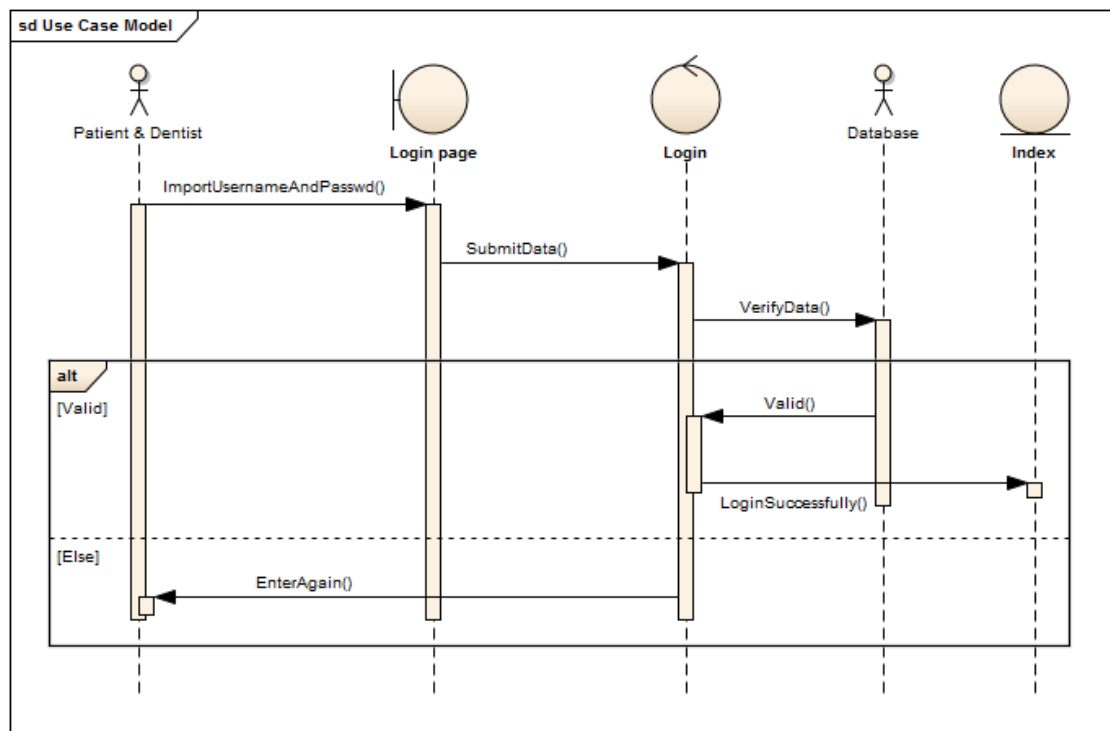 sd Use Case Model
Patient & Dentist
Login page
Login
Database
Index
ImportUsernameAndPasswd()
SubmitData()
VerifyData()
alt
[Valid]
Valid()
LoginSuccessfully()
[Else]
EnterAgain()